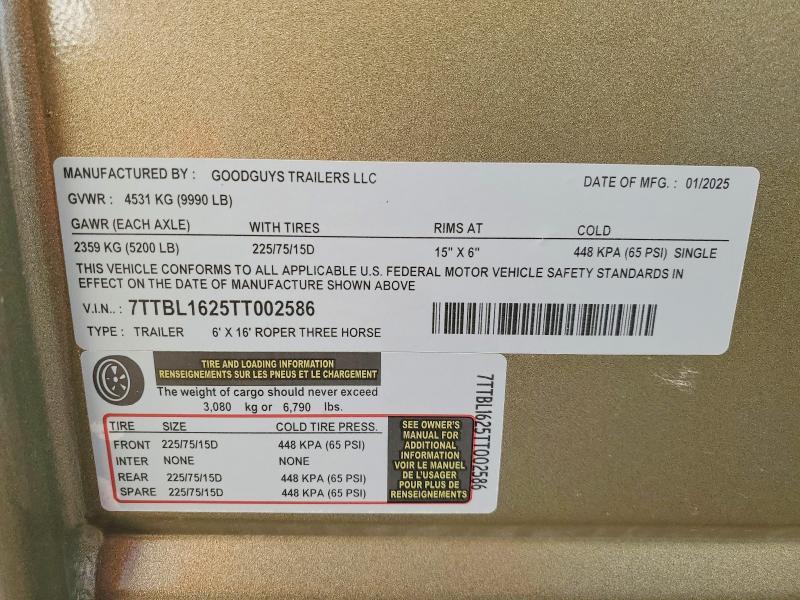 MANUFACTURED BY : GOODGUYS TRAILERS LLC DATE OF MFG. : 01/2025
GVWR : 4531 KG (9990 LB)
GAWR (EACH AXLE) WITH TIRES RIMS AT COLD
2359 KG (5200 LB) 225/75/15D 15" X 6" 448 KPA (65 PSI) SINGLE
THIS VEHICLE CONFORMS TO ALL APPLICABLE U.S. FEDERAL MOTOR VEHICLE SAFETY STANDARDS IN
EFFECT ON THE DATE OF MANUFACTURE SHOWN ABOVE
V.I.N.. : 7TTBL1625TT002586
TYPE : TRAILER 6' X 16' ROPER THREE HORSE
TIRE AND LOADING INFORMATION
RENSEIGNEMENTS SUR LES PNEUS ET LE CHARGEMENT
The weight of cargo should never exceed
3,080 kg or 6,790 lbs.
TIRE SIZE COLD TIRE PRESS.
FRONT 225/75/15D 448 KPA (65 PSI)
INTER NONE NONE
REAR 225/75/15D 448 KPA (65 PSI)
SPARE 225/75/15D 448 KPA (65 PSI)
SEE OWNER'S
MANUAL FOR
ADDITIONAL
INFORMATION
VOIR LE MANUEL
DE L'USAGER
POUR PLUS DE
RENSEIGNEMENTS
7TTBL1625TT002586